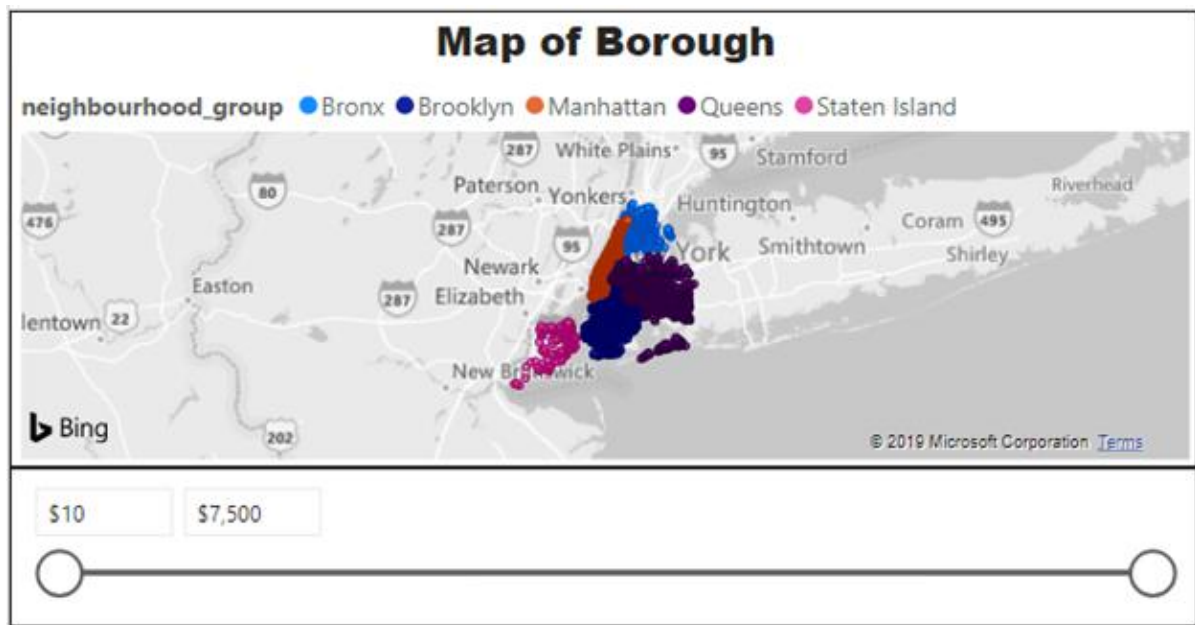 Map of Borough
neighbourhood_group Bronx Brooklyn Manhattan Queens Staten Island
287 White Plains 95 Stamford
80 Paterson Yonkers Huntington Riverhead
476 287 95 York Smithtown Coram 495
Newark Shirley
Easton 287 Elizabeth
lentown 22
New Brunswick
Bing 202 © 2019 Microsoft Corporation Terms
$10 $7,500